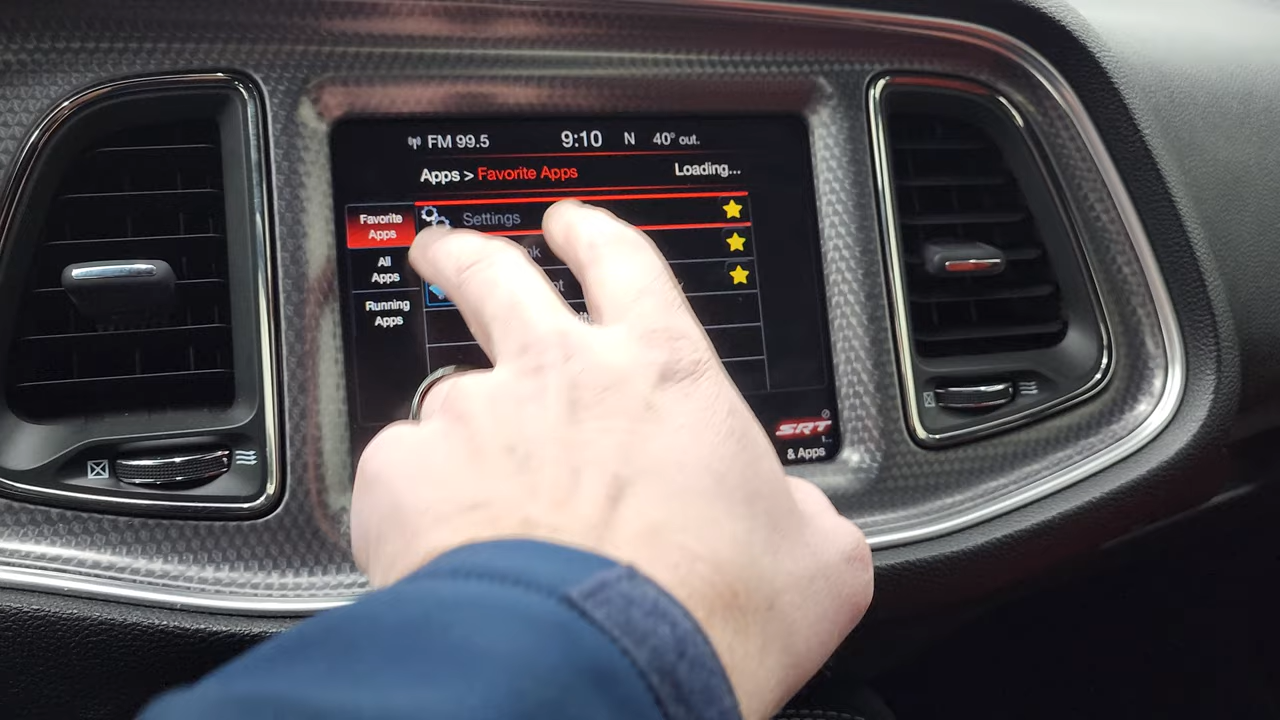 FM 99.5 9:10 N 40° out.
Apps > Favorite Apps Loading...
Favorite Apps
Settings
All Apps
Running Apps
SRT
& Apps